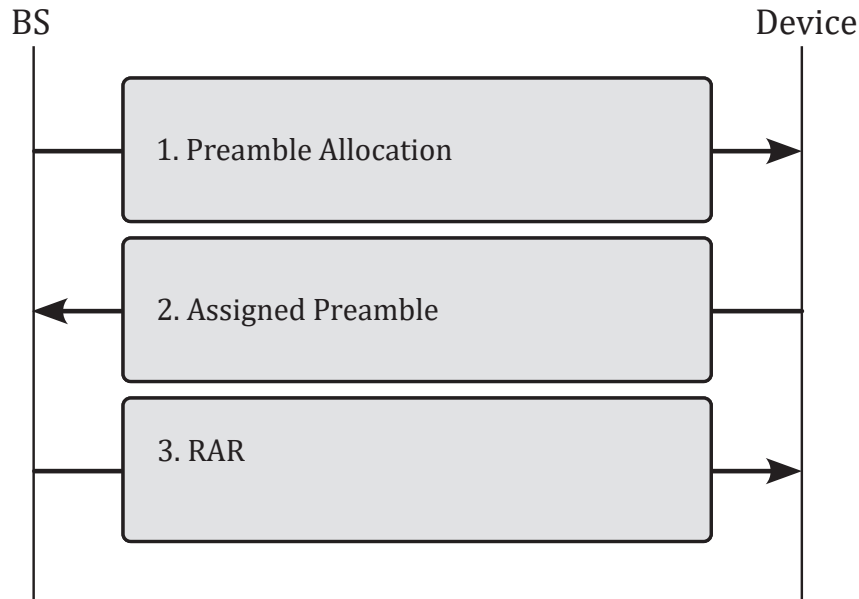 BS
Device
1. Preamble Allocation
2. Assigned Preamble
3. RAR